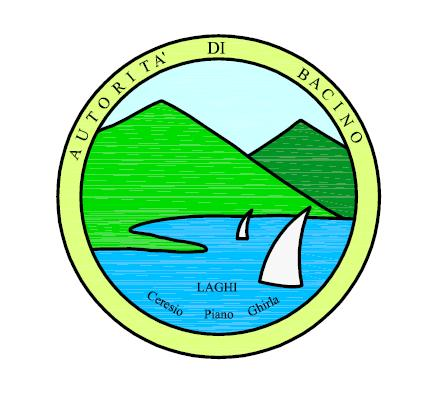 AUTORITA' DI BACINO
LAGHI
Ceresio Piano Ghirla